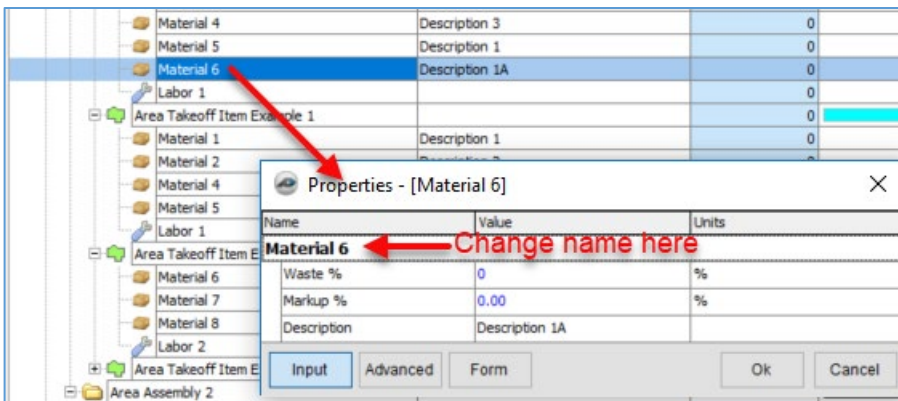 Material 4 Description 3 0
Material 5 Description 1 0
Material 6 Description 1A 0
Labor 1 0
Area Takeoff Item Example 1 0
Material 1 Description 1 0
Material 2
Material 4
Material 5
Labor 1
Area Takeoff Item E
Material 6
Material 7
Material 8
Labor 2
Area Takeoff Item E
Area Assembly 2
Properties - [Material 6]
Name Value Units
Material 6 Change name here
Waste % 0 %
Markup % 0.00 %
Description Description 1A
Input Advanced Form Ok Cancel